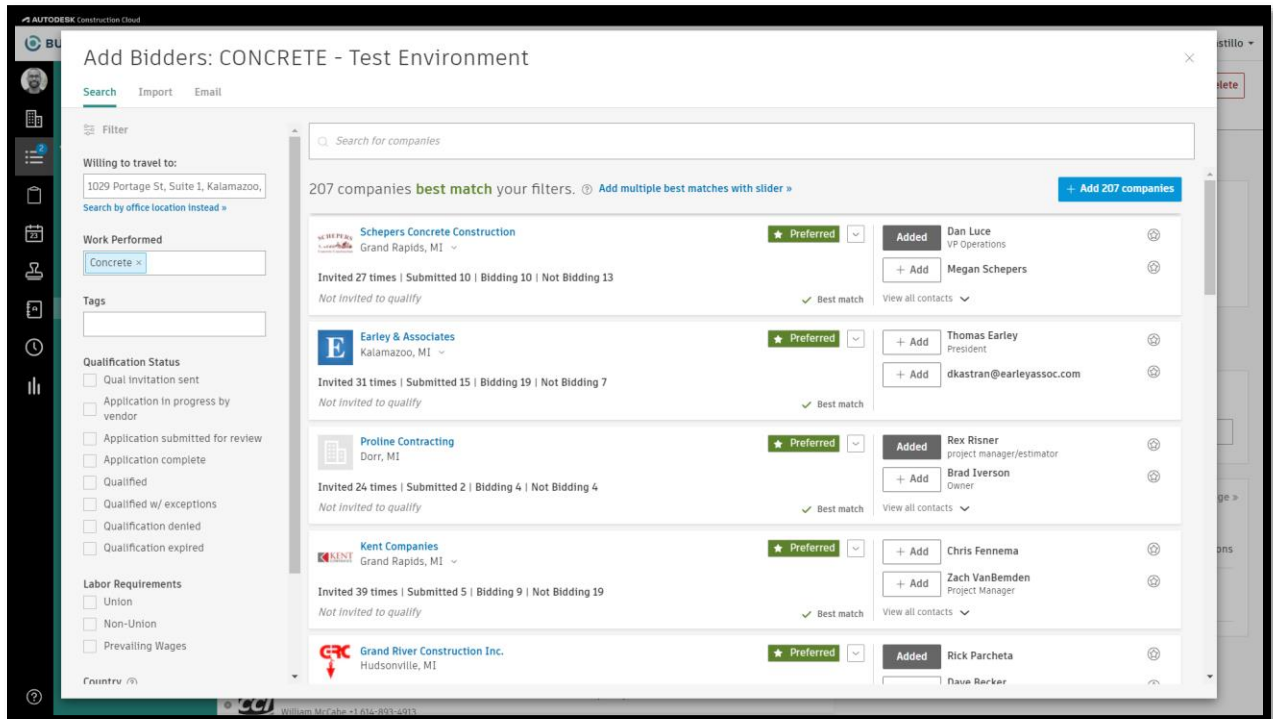 AUTODESK Construction Cloud
BU
stillo
Add Bidders: CONCRETE - Test Environment
elete
Search Import Email
Filter
Search for companies
2
Willing to travel to:
1029 Portage St, Suite 1, Kalamazoo,
207 companies best match your filters. Add multiple best matches with slider »
+ Add 207 companies
Search by office location instead »
23
Work Performed
Concrete ×
Tags
Qualification Status
Qual invitation sent
Application in progress by
vendor
Application submitted for review
Application complete
Qualified
Qualified w/ exceptions
Qualification denied
Qualification expired
Labor Requirements
Union
Non-Union
Prevailing Wages
Country
SCHEPERS
Schepers Concrete Construction
Grand Rapids, MI
Preferred
Added
Dan Luce
VP Operations
Invited 27 times | Submitted 10 | Bidding 10 | Not Bidding 13
+ Add
Megan Schepers
Not invited to qualify
Best match
View all contacts
E
Earley & Associates
Kalamazoo, MI
Preferred
+ Add
Thomas Earley
President
Invited 31 times | Submitted 15 | Bidding 19 | Not Bidding 7
+ Add
dkastran@earleyassoc.com
Not invited to qualify
Best match
Proline Contracting
Dorr, MI
Preferred
Added
Rex Risner
project manager/estimator
Invited 24 times | Submitted 2 | Bidding 4 | Not Bidding 4
+ Add
Brad Iverson
Owner
Not invited to qualify
Best match
View all contacts
KENT
Kent Companies
Grand Rapids, MI
Preferred
+ Add
Chris Fennema
Invited 39 times | Submitted 5 | Bidding 9 | Not Bidding 19
+ Add
Zach VanBemden
Project Manager
Not invited to qualify
Best match
View all contacts
GRC
Grand River Construction Inc.
Hudsonville, MI
Preferred
Added
Rick Parcheta
Dave Becker
ge »
ons
CCI
William McCabe +1 614-893-4913